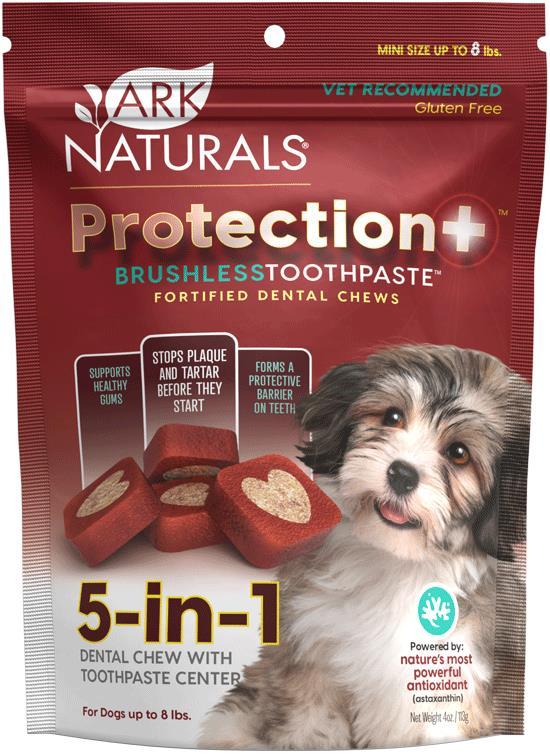 MINI SIZE UP TO 8 lbs.
VET RECOMMENDED
Gluten Free
ARK
NATURALS®
Protection+™
BRUSHLESSTOOTHPASTE™
FORTIFIED DENTAL CHEWS
SUPPORTS
HEALTHY
GUMS
STOPS PLAQUE
AND TARTAR
BEFORE THEY
START
FORMS A
PROTECTIVE
BARRIER
ON TEETH
5-in-1
DENTAL CHEW WITH
TOOTHPASTE CENTER
For Dogs up to 8 lbs.
Powered by:
nature's most
powerful
antioxidant
(astaxanthin)
Net Weight 4oz. / 113g